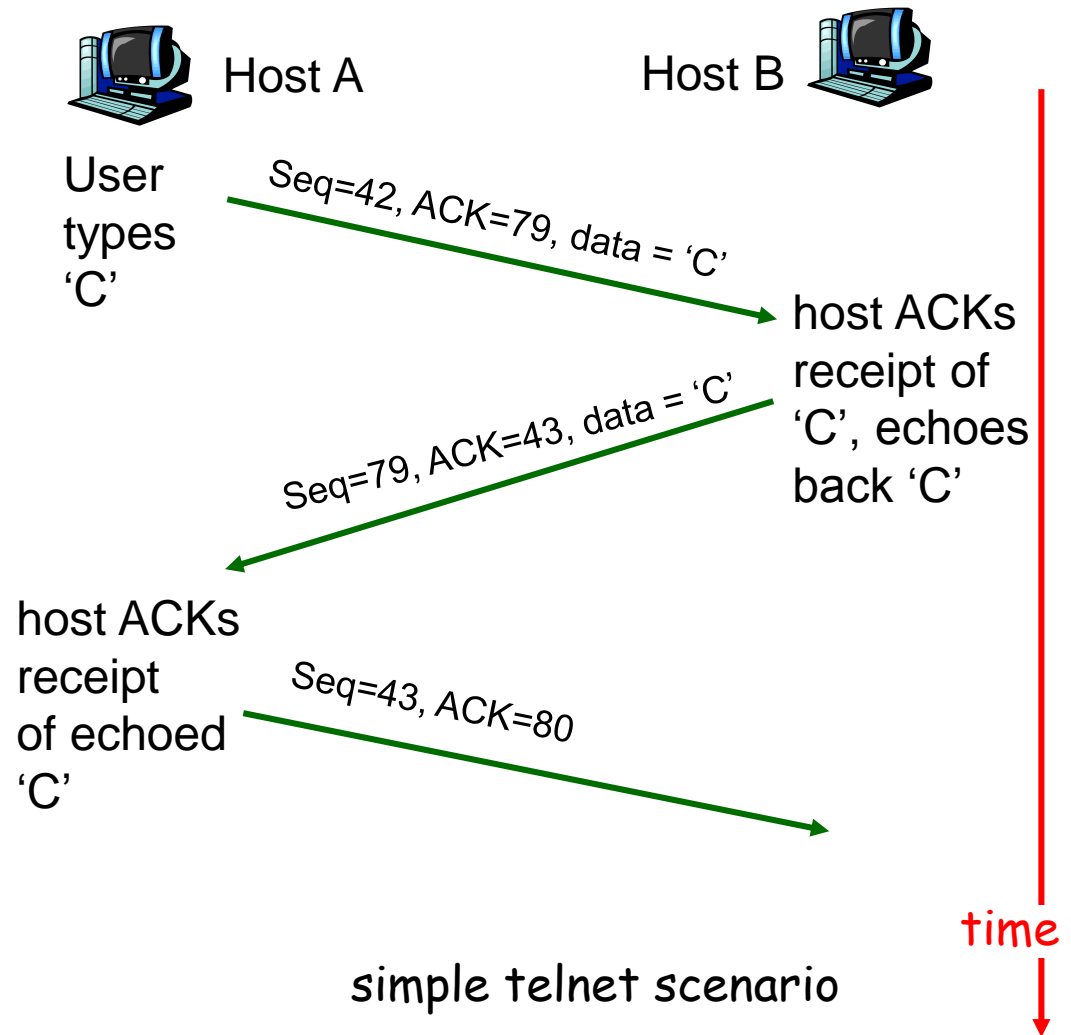 Host A
Host B
User
types
‘C’
Seq=42, ACK=79, data = ‘C’
host ACKs
receipt of
‘C’, echoes
back ‘C’
Seq=79, ACK=43, data = ‘C’
host ACKs
receipt
of echoed
‘C’
Seq=43, ACK=80
time
simple telnet scenario